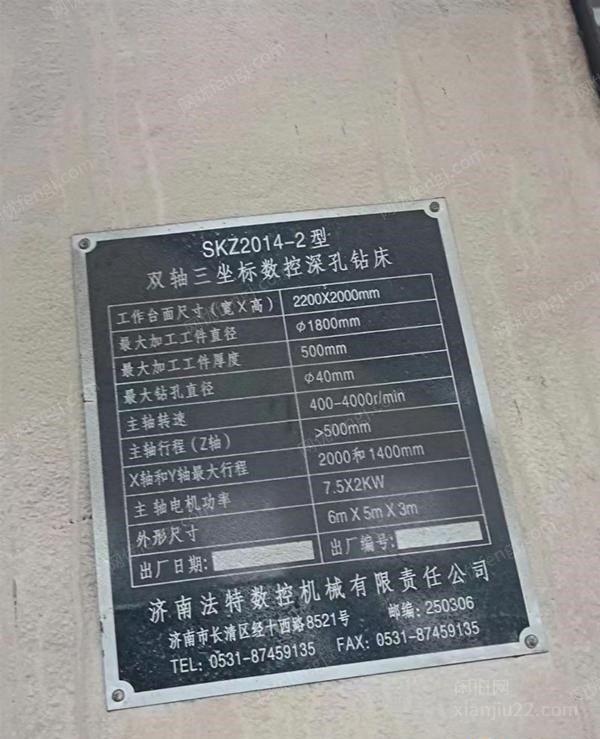 SKZ2014-2型
双轴三坐标数控深孔钻床
工作台面尺寸(宽X高) 2200X2000mm
最大加工工件直径 φ1800mm
最大加工工件厚度 500mm
最大钻孔直径 φ40mm
主轴转速 400-4000r/min
主轴行程(Z轴) >500mm
X轴和Y轴最大行程 2000和1400mm
主轴电机功率 7.5X2KW
外形尺寸 6mX5mX3m
出厂日期: 出厂编号:
济南法特数控机械有限责任公司
济南市长清区经十西路8521号 邮编:250306
TEL: 0531-87459135 FAX: 0531-87459135
闲旧网
xianjiu22.com